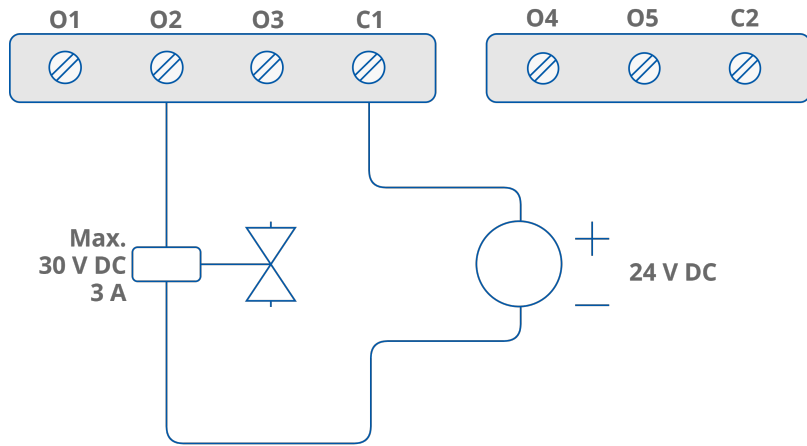 O1 O2 O3 C1 O4 O5 C2
Max.
30 V DC
3 A
+
24 V DC
−